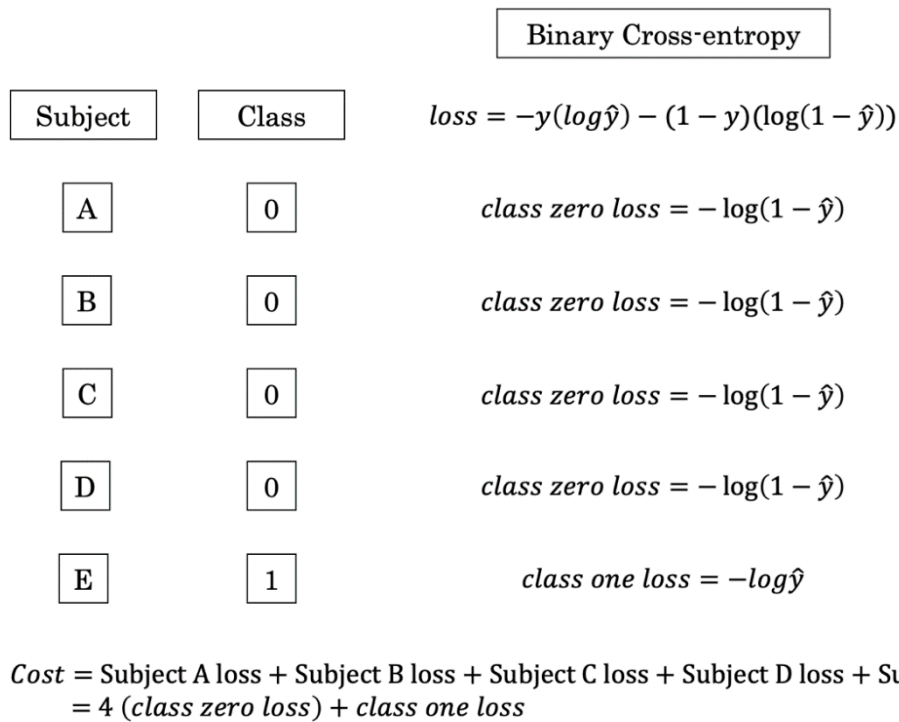 Binary Cross-entropy
Subject Class loss = −y(logŷ) − (1 − y)(log(1 − ŷ))
A 0 class zero loss = − log(1 − ŷ)
B 0 class zero loss = − log(1 − ŷ)
C 0 class zero loss = − log(1 − ŷ)
D 0 class zero loss = − log(1 − ŷ)
E 1 class one loss = −logŷ
Cost = Subject A loss + Subject B loss + Subject C loss + Subject D loss +
= 4 (class zero loss) + class one loss